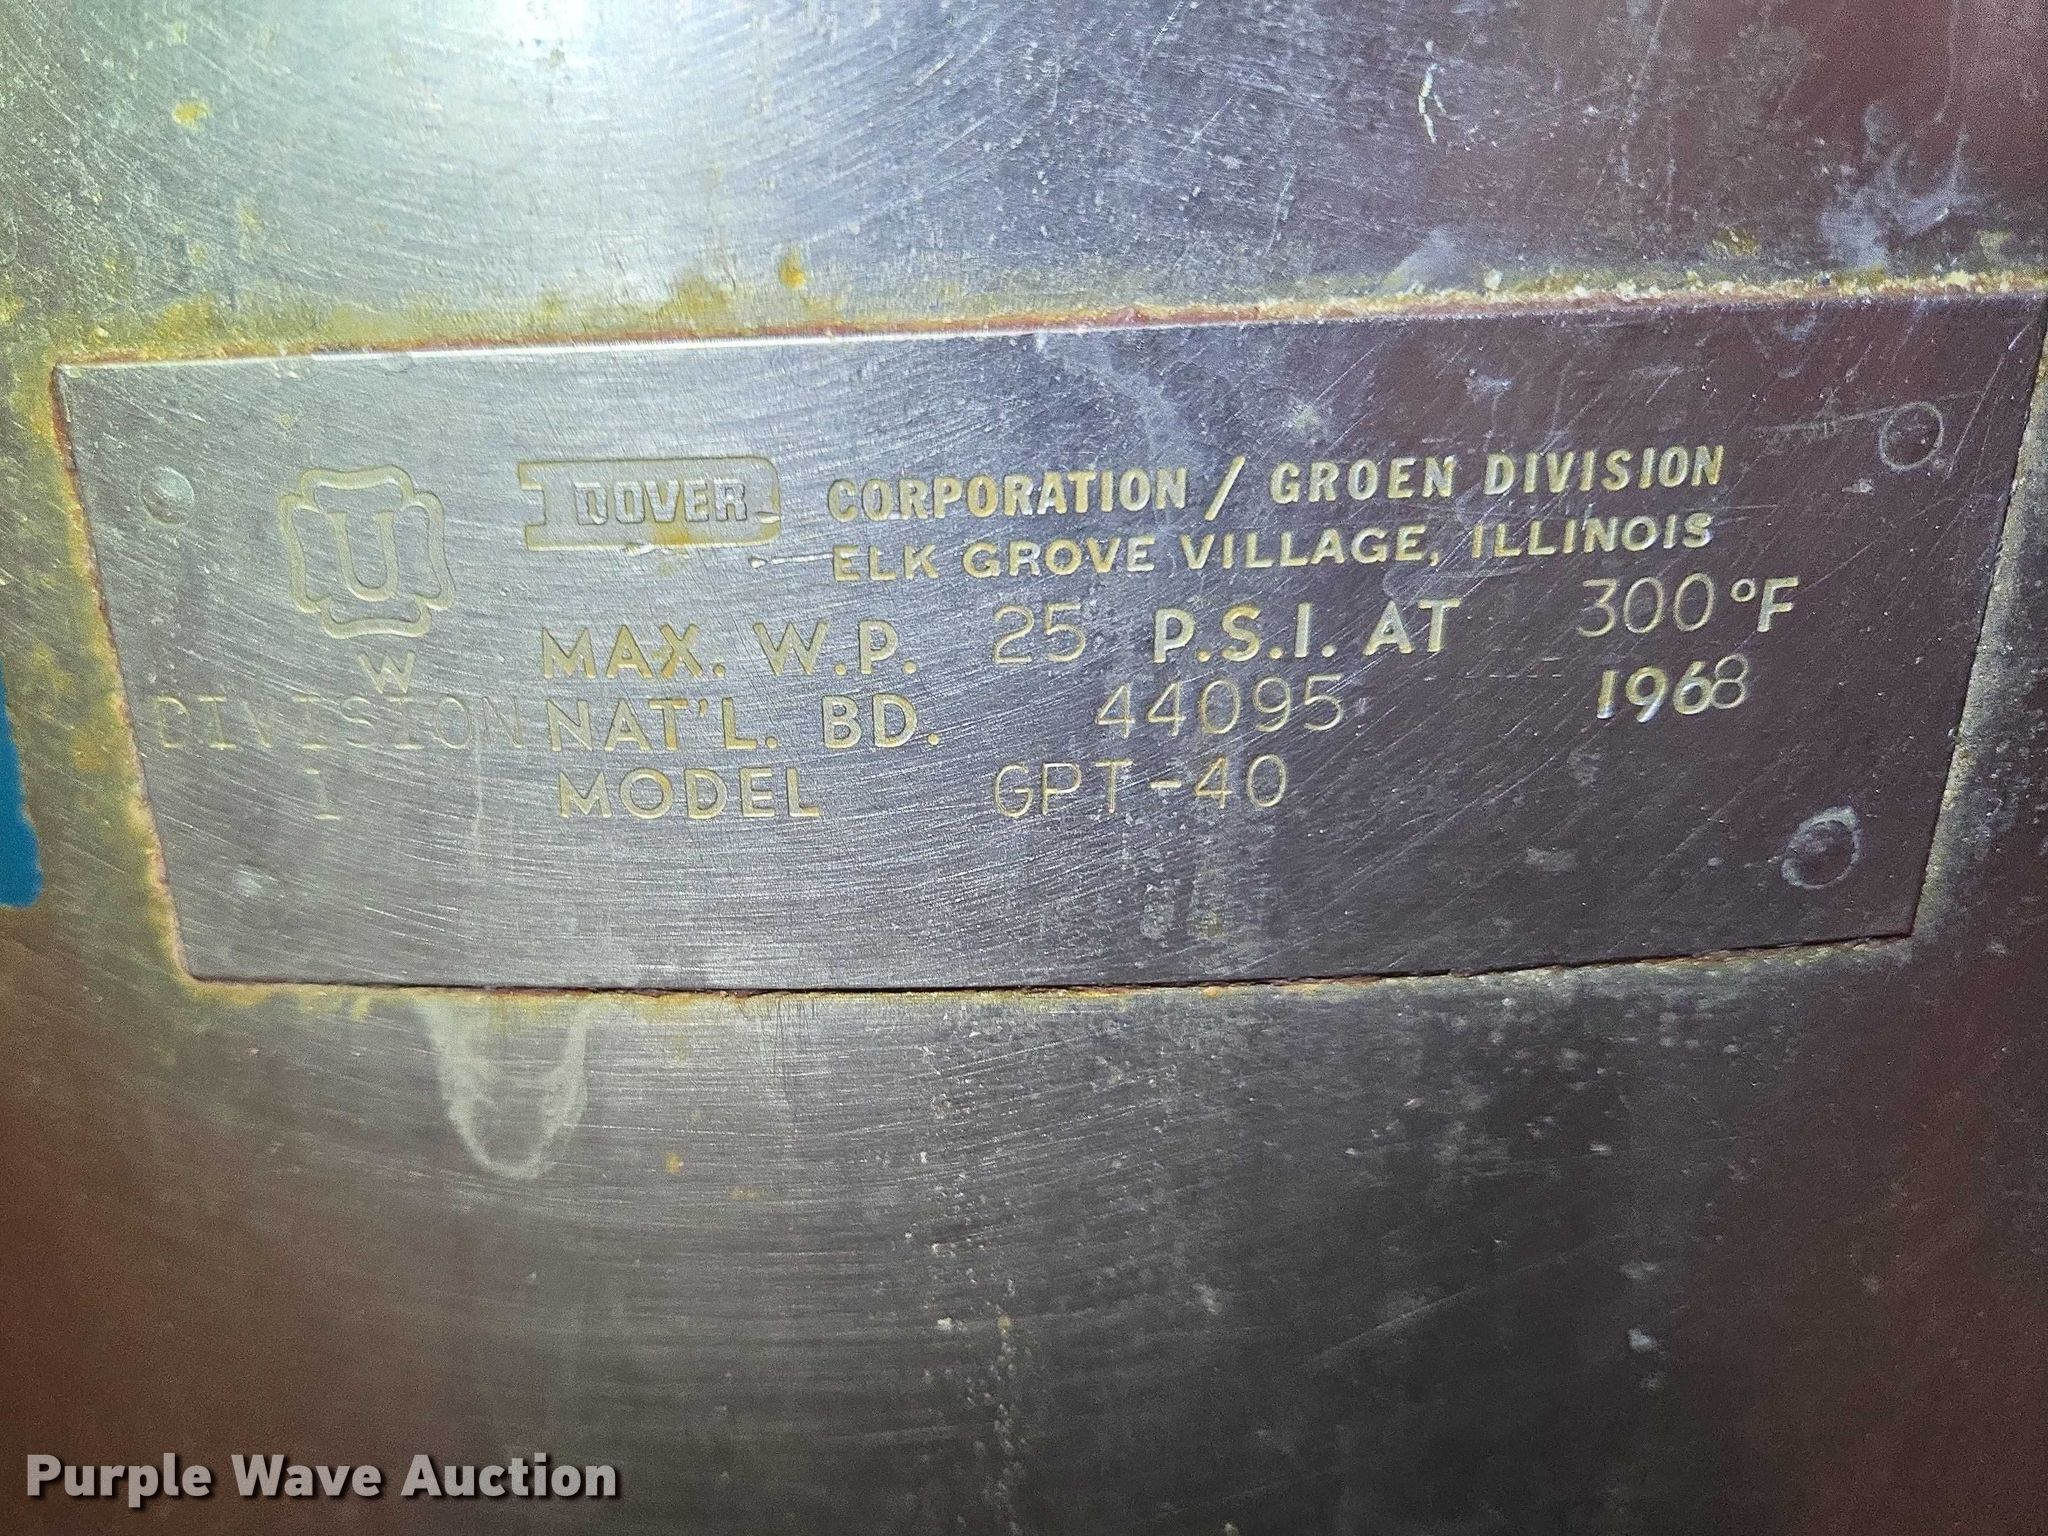 U
W
DIVISION
1
DOVER CORPORATION / GROEN DIVISION
ELK GROVE VILLAGE, ILLINOIS
MAX. W.P. 25 P.S.I. AT 300°F
NAT'L. BD. 44095 1968
MODEL GPT-40
Purple Wave Auction